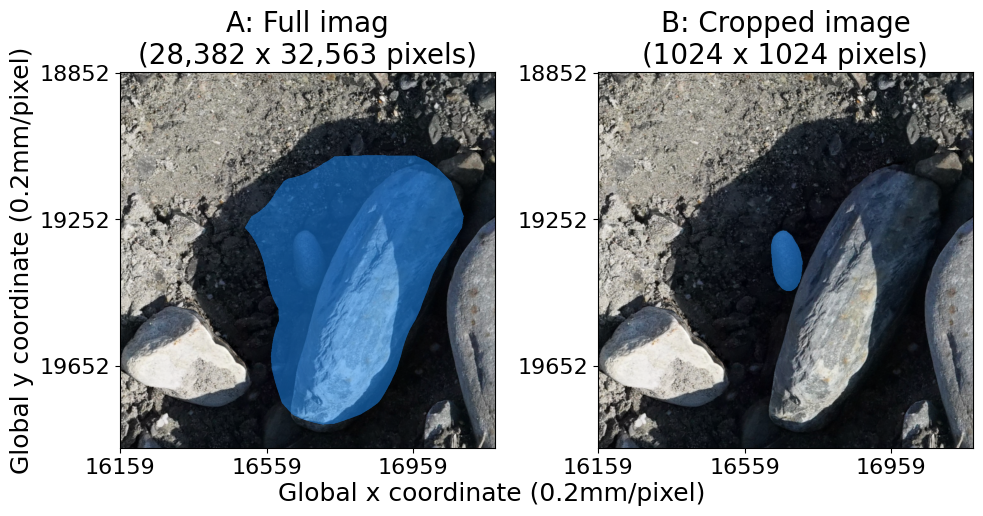 A: Full imag
(28,382 x 32,563 pixels)
B: Cropped image
(1024 x 1024 pixels)
Global y coordinate (0.2mm/pixel)
18852
19252
19652
16159
16559
16959
18852
19252
19652
16159
16559
16959
Global x coordinate (0.2mm/pixel)